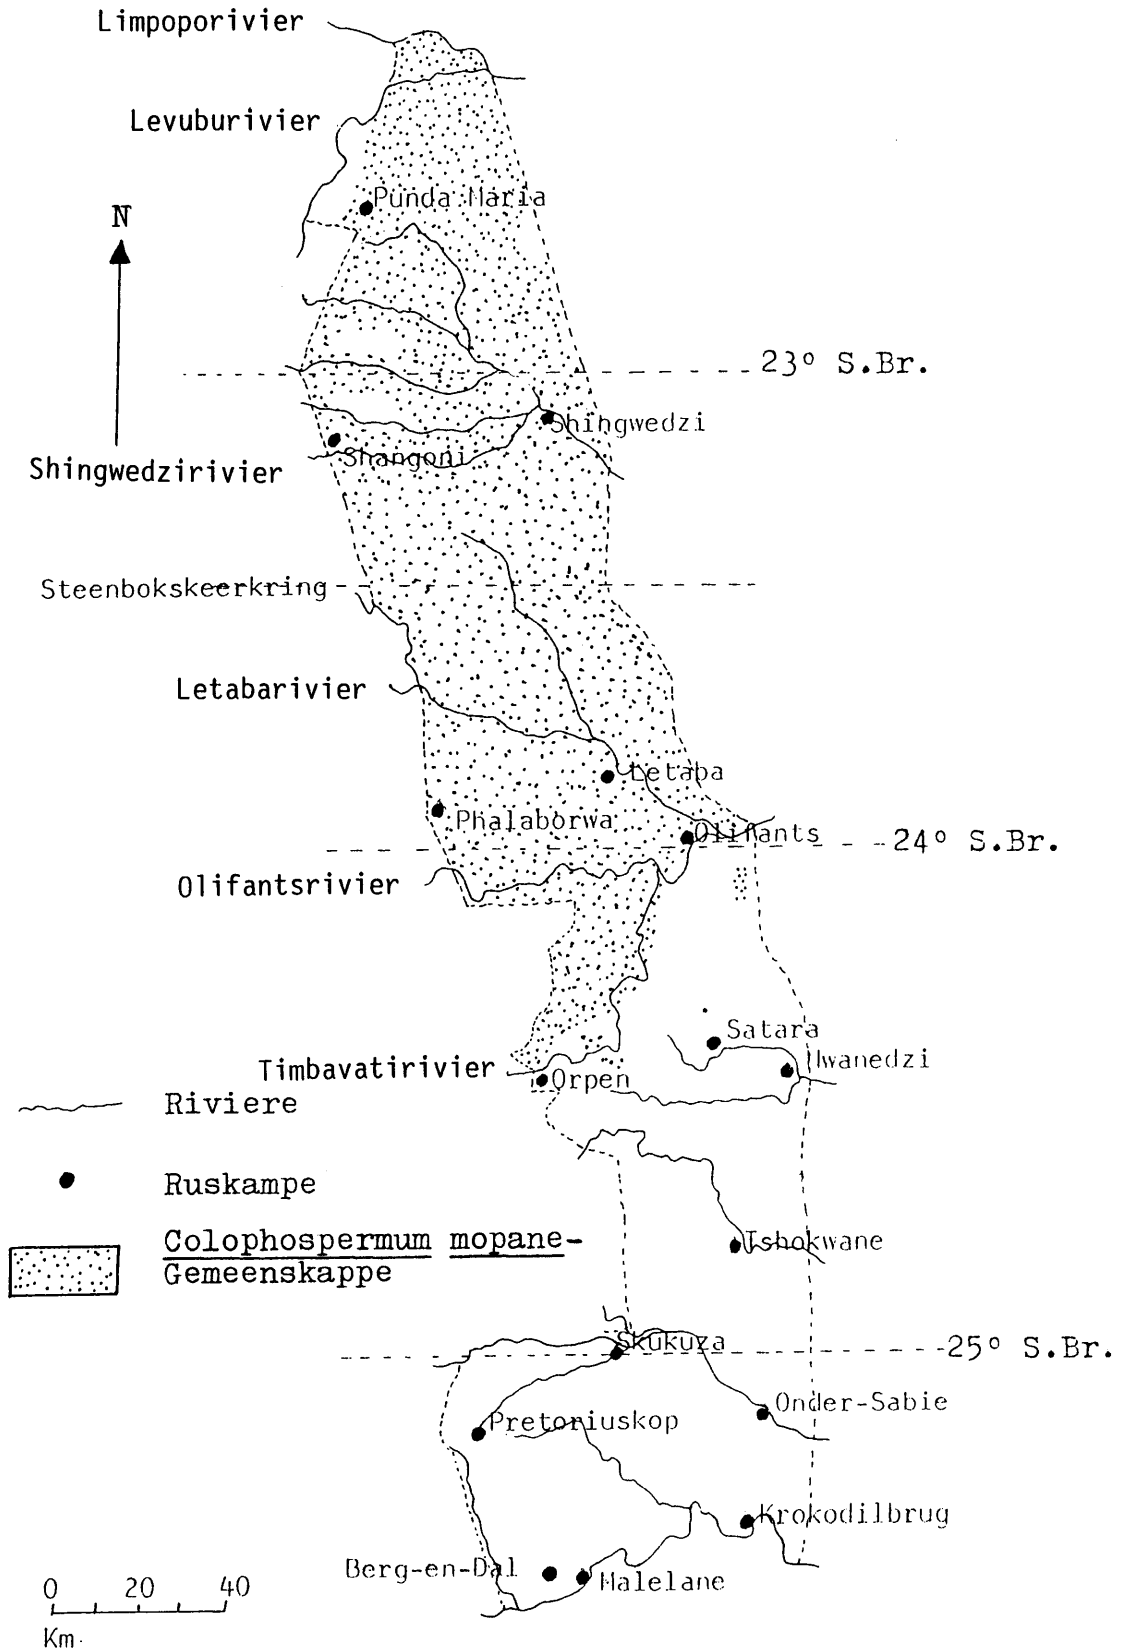 Limpoporivier
Levuburivier
Punda Maria
N
23° S.Br.
Shingwedzi
Shangoni
Shingwedzirivier
Steenbokskeerkring
Letabarivier
Letaba
Phalaborwa
Olifants
24° S.Br.
Olifantsrivier
Satara
Nwanedzi
Timbavatirivier
Orpen
Riviere
Ruskampe
Colophospermum mopane-
Gemeenskappe
Tshokwane
Skukuza
25° S.Br.
Onder-Sabie
Pretoriuskop
Krokodilbrug
Berg-en-Dal
Malelane
0 20 40
Km.